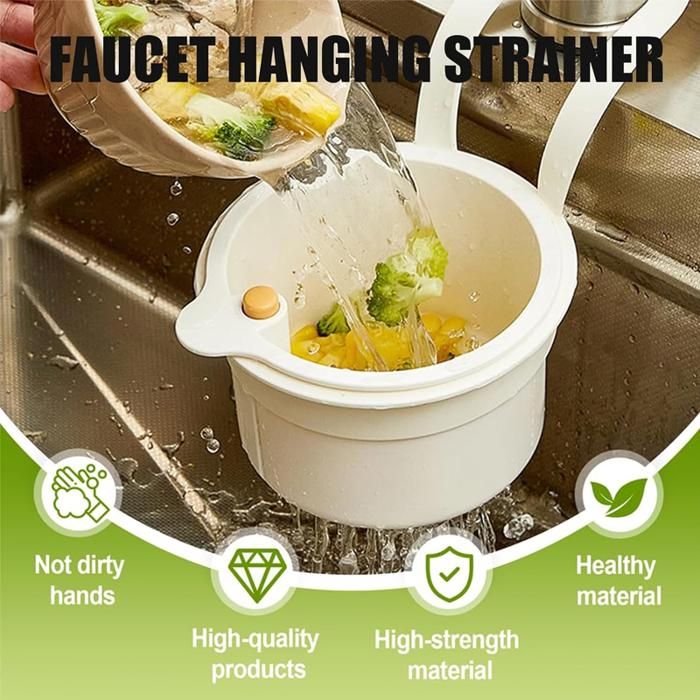 FAUCET HANGING STRAINER
Not dirty
hands
High-quality
products
High-strength
material
Healthy
material